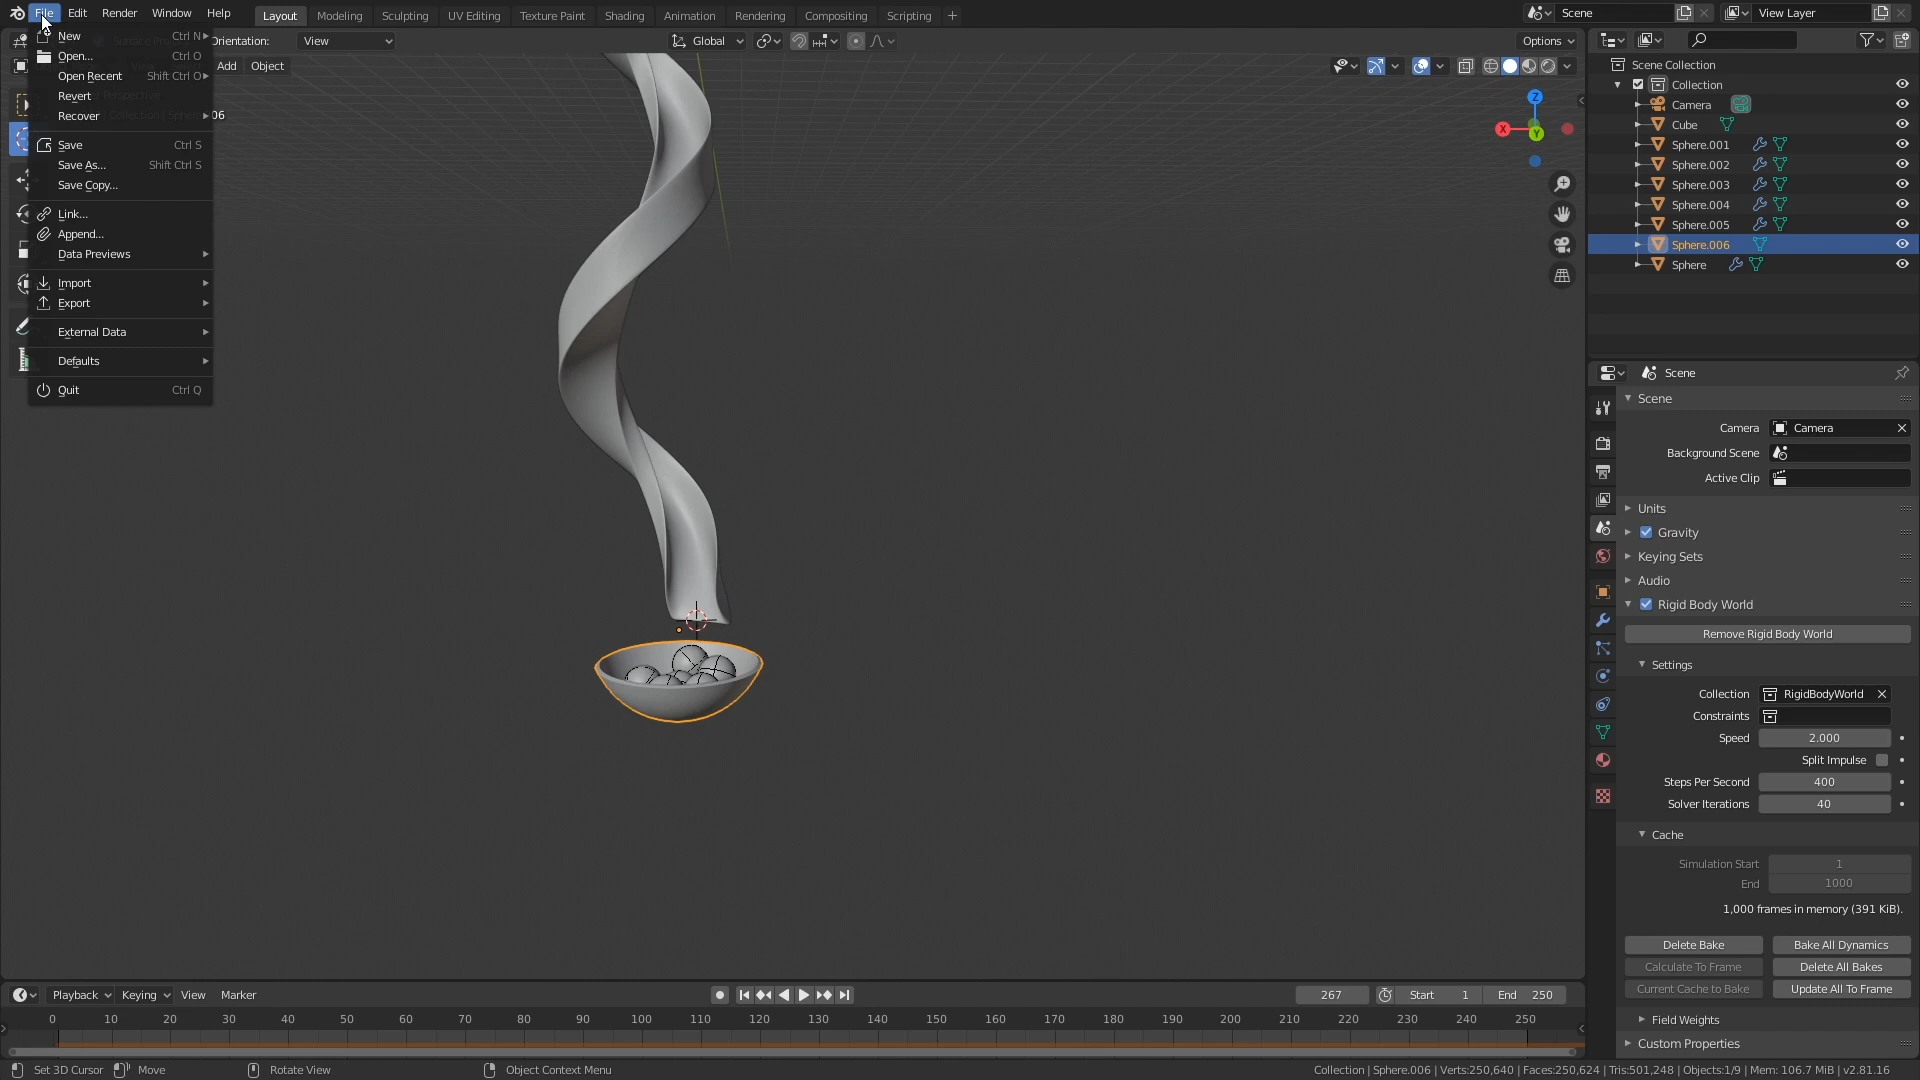 File Edit Render Window Help Layout Modeling Sculpting UV Editing Texture Paint Shading Animation Rendering Compositing Scripting + Scene View Layer
Orientation: View Global Options
Add Object
New Ctrl N
Open... Ctrl O
Open Recent Shift Ctrl O
Revert
Recover
06
Save Ctrl S
Save As... Shift Ctrl S
Save Copy...
Link...
Append...
Data Previews
Import
Export
External Data
Defaults
Quit Ctrl Q
Z
X
Y
Scene Collection
Collection
Camera
Cube
Sphere.001
Sphere.002
Sphere.003
Sphere.004
Sphere.005
Sphere.006
Sphere
Scene
Scene
Camera Camera
Background Scene
Active Clip
Units
Gravity
Keying Sets
Audio
Rigid Body World
Remove Rigid Body World
Settings
Collection RigidBodyWorld
Constraints
Speed 2.000
Split Impulse
Steps Per Second 400
Solver Iterations 40
Cache
Simulation Start 1
End 1000
1,000 frames in memory (391 KiB).
Delete Bake Bake All Dynamics
Calculate To Frame Delete All Bakes
Current Cache to Bake Update All To Frame
Field Weights
Custom Properties
Playback Keying View Marker 267 Start 1 End 250
0 10 20 30 40 50 60 70 80 90 100 110 120 130 140 150 160 170 180 190 200 210 220 230 240 250
Set 3D Cursor Move Rotate View Object Context Menu Collection | Sphere.006 | Verts:250,640 | Faces:250,624 | Tris:501,248 | Objects:1/9 | Mem: 106.7 MiB | v2.81.16